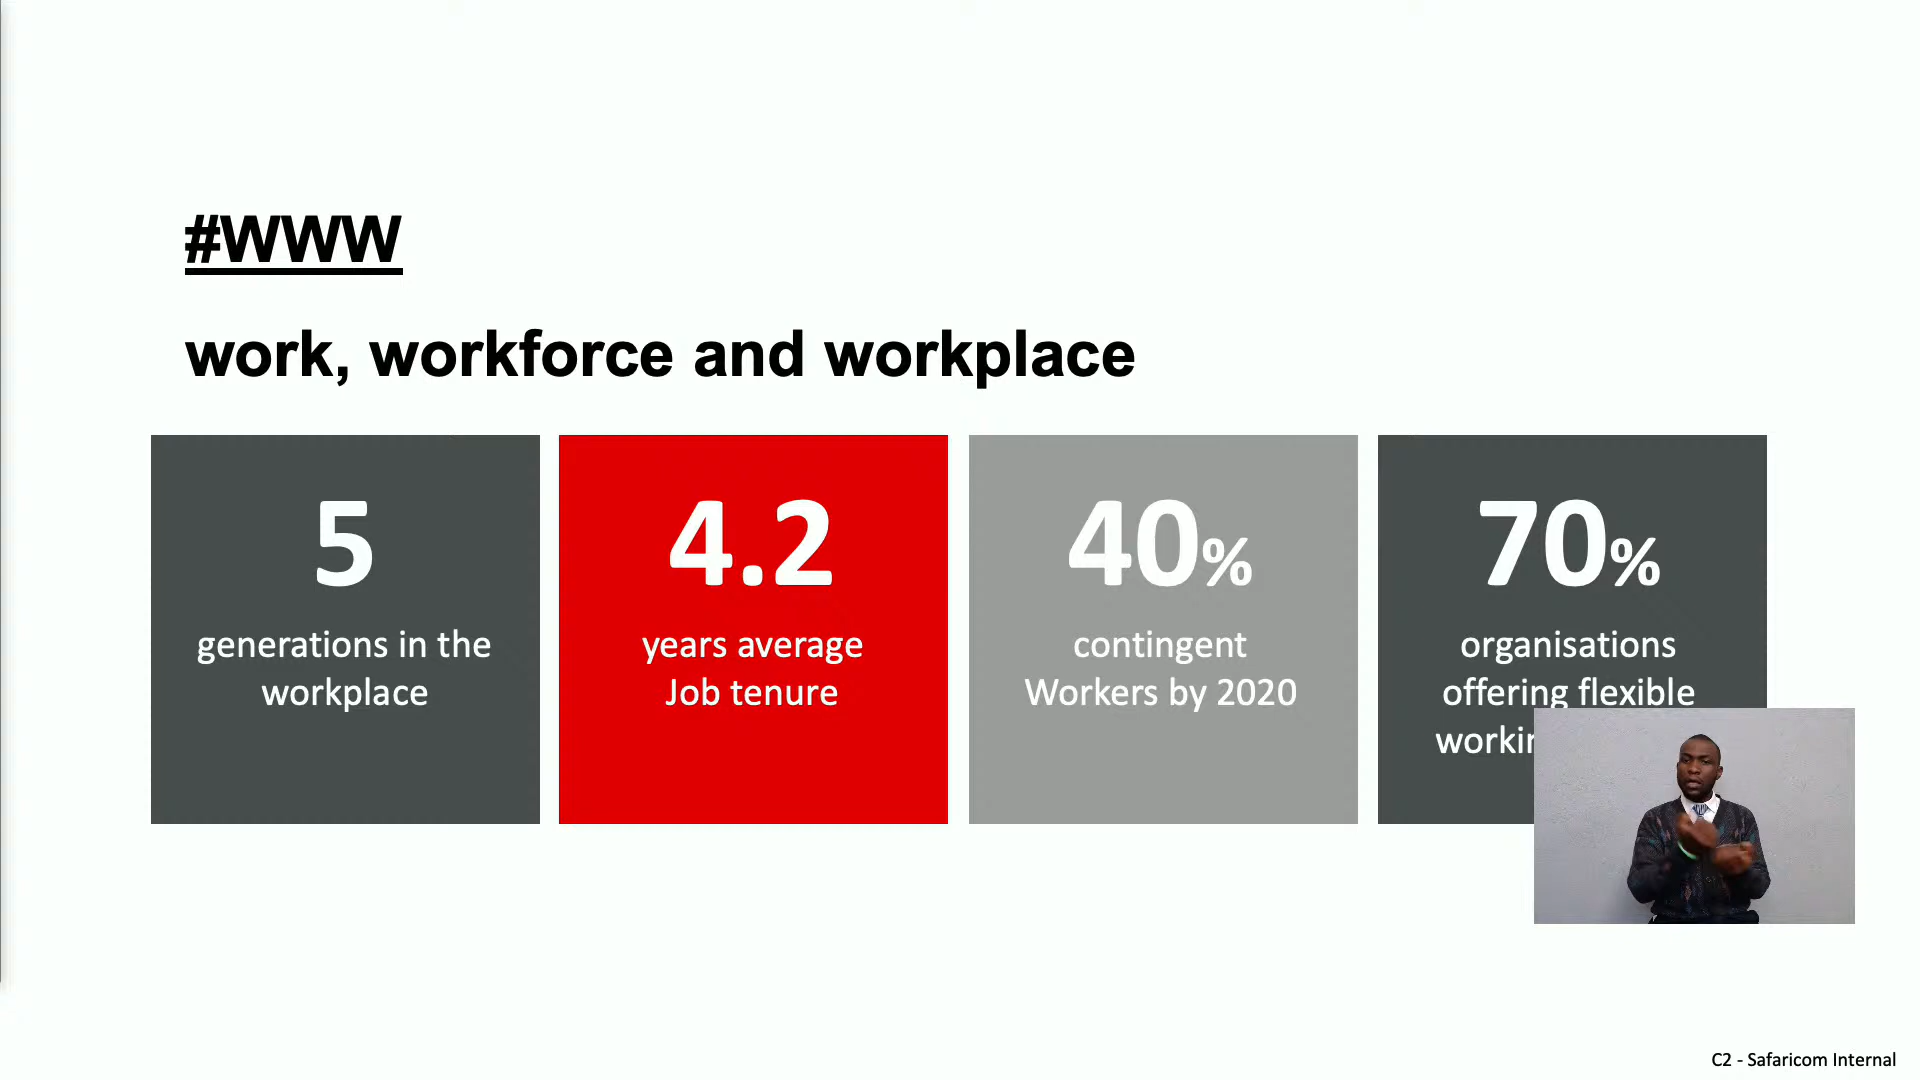 #WWW
work, workforce and workplace
5
generations in the
workplace
4.2
years average
Job tenure
40%
contingent
Workers by 2020
70%
organisations
offering flexible
C2 - Safaricom Internal